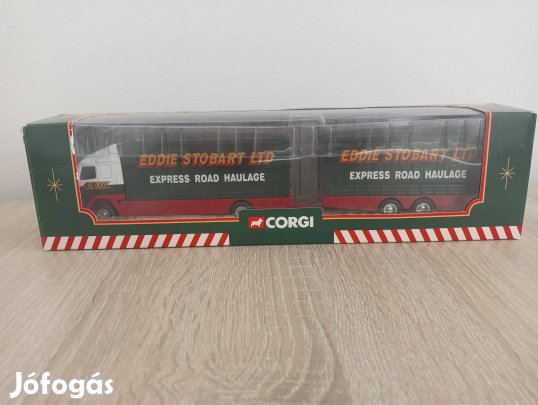 EDDIE STOBART LTD
EXPRESS ROAD HAULAGE
EDDIE STOBART LTD
EXPRESS ROAD HAULAGE
CORGI
Jófogás